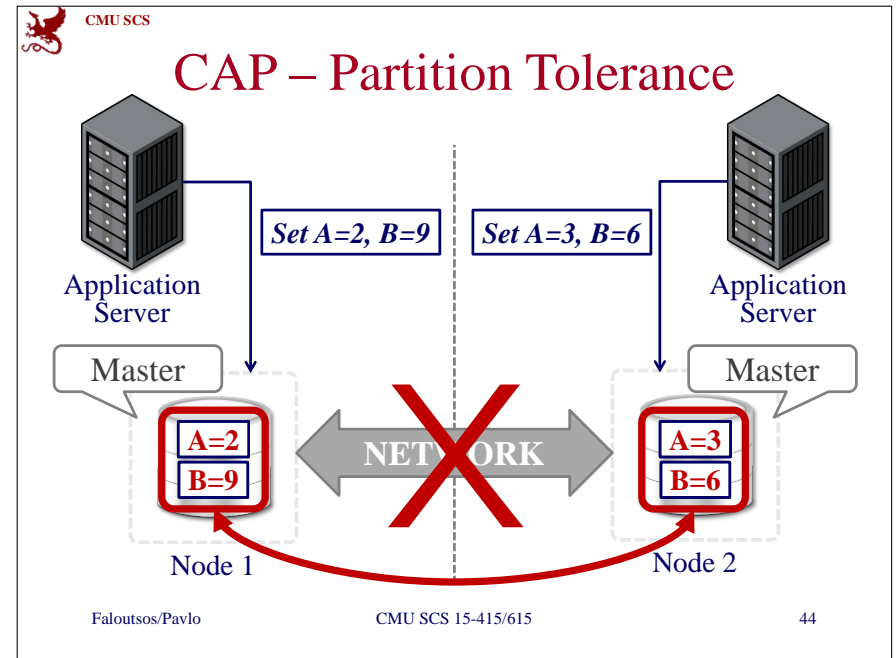 CMU SCS
CAP – Partition Tolerance
Set A=2, B=9
Set A=3, B=6
Application
Server
Application
Server
Master
Master
A=2
B=9
NETWORK
A=3
B=6
Node 1
Node 2
Faloutsos/Pavlo
CMU SCS 15-415/615
44